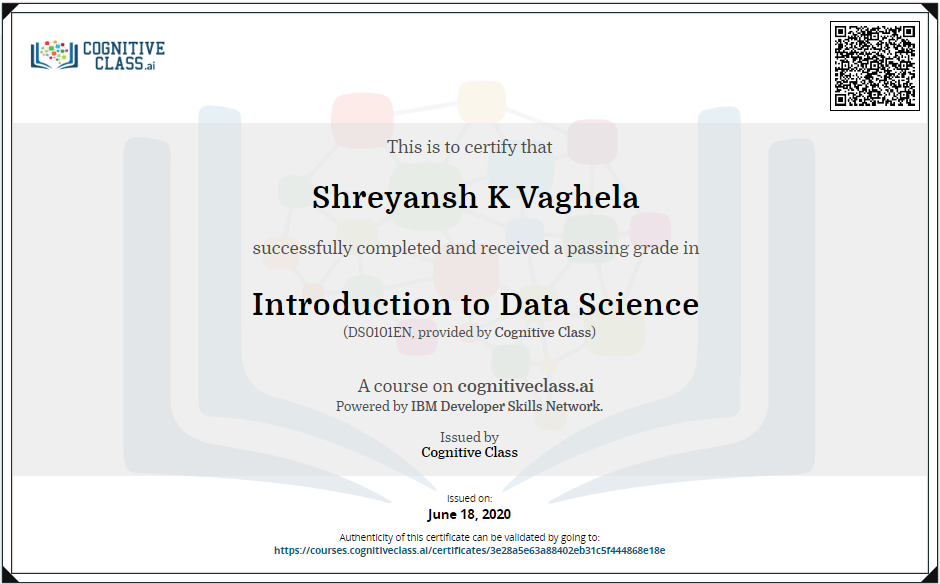 COGNITIVE
CLASS.ai
This is to certify that
Shreyansh K Vaghela
successfully completed and received a passing grade in
Introduction to Data Science
(DS0101EN, provided by Cognitive Class)
A course on cognitiveclass.ai
Powered by IBM Developer Skills Network.
Issued by
Cognitive Class
Issued on:
June 18, 2020
Authenticity of this certificate can be validated by going to:
https://courses.cognitiveclass.ai/certificates/3e28a5e63a88402eb31c5f444868e18e